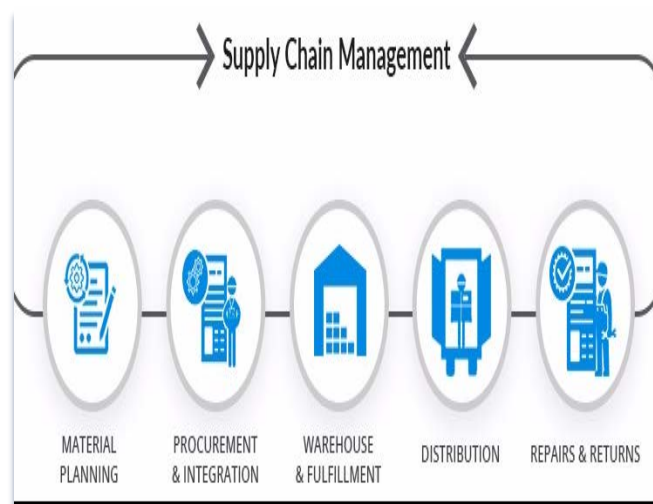 Supply Chain Management
MATERIAL
PLANNING
PROCUREMENT
& INTEGRATION
WAREHOUSE
& FULFILLMENT
DISTRIBUTION
REPAIRS & RETURNS